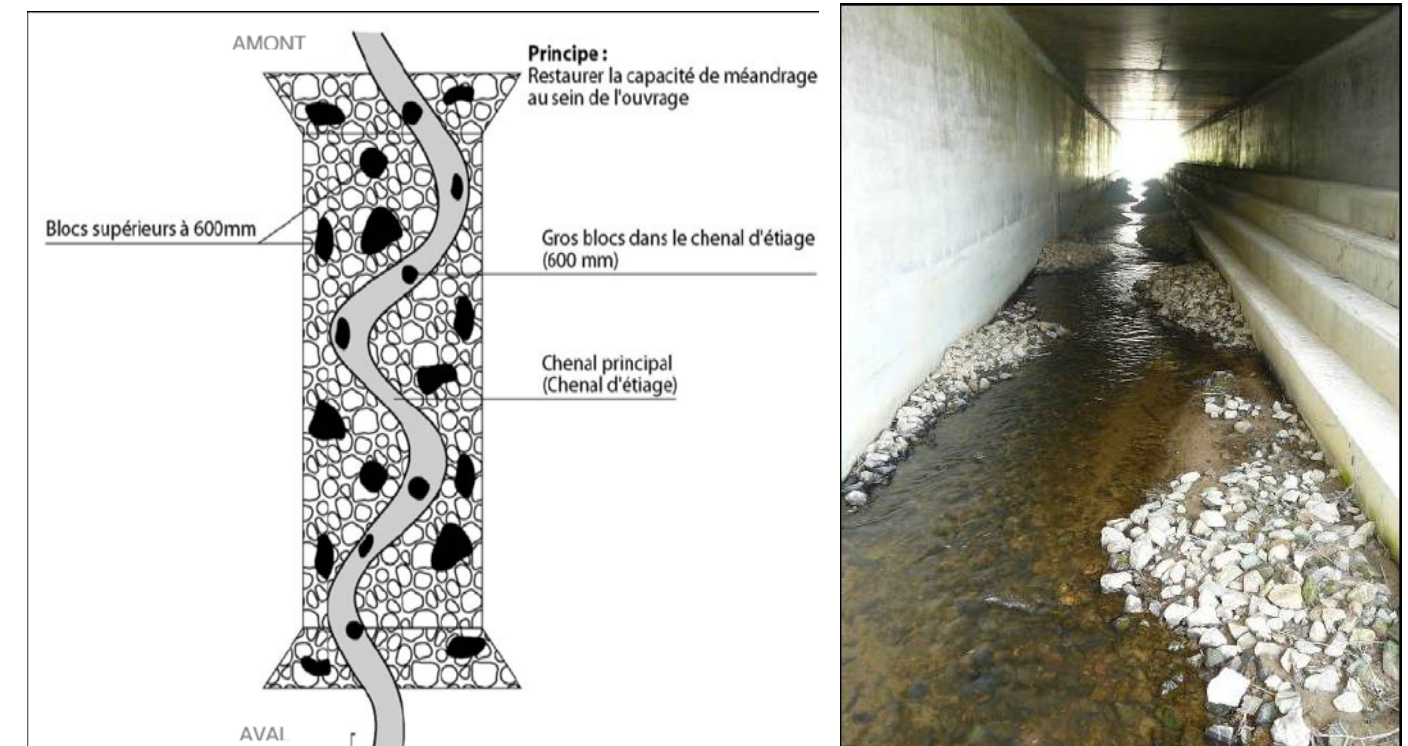 AMONT
Principe :
Restaurer la capacité de méandrage
au sein de l'ouvrage
Blocs supérieurs à 600mm
Gros blocs dans le chenal d'étiage
(600 mm)
Chenal principal
(Chenal d'étiage)
AVAL